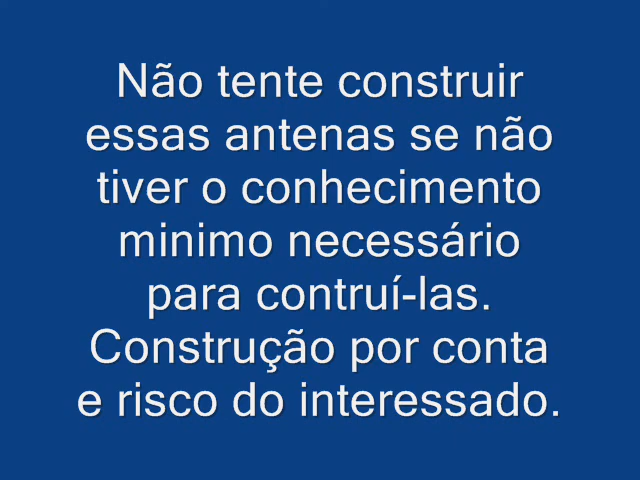 Não tente construir
essas antenas se não
tiver o conhecimento
minimo necessário
para contruí-las.
Construção por conta
e risco do interessado.